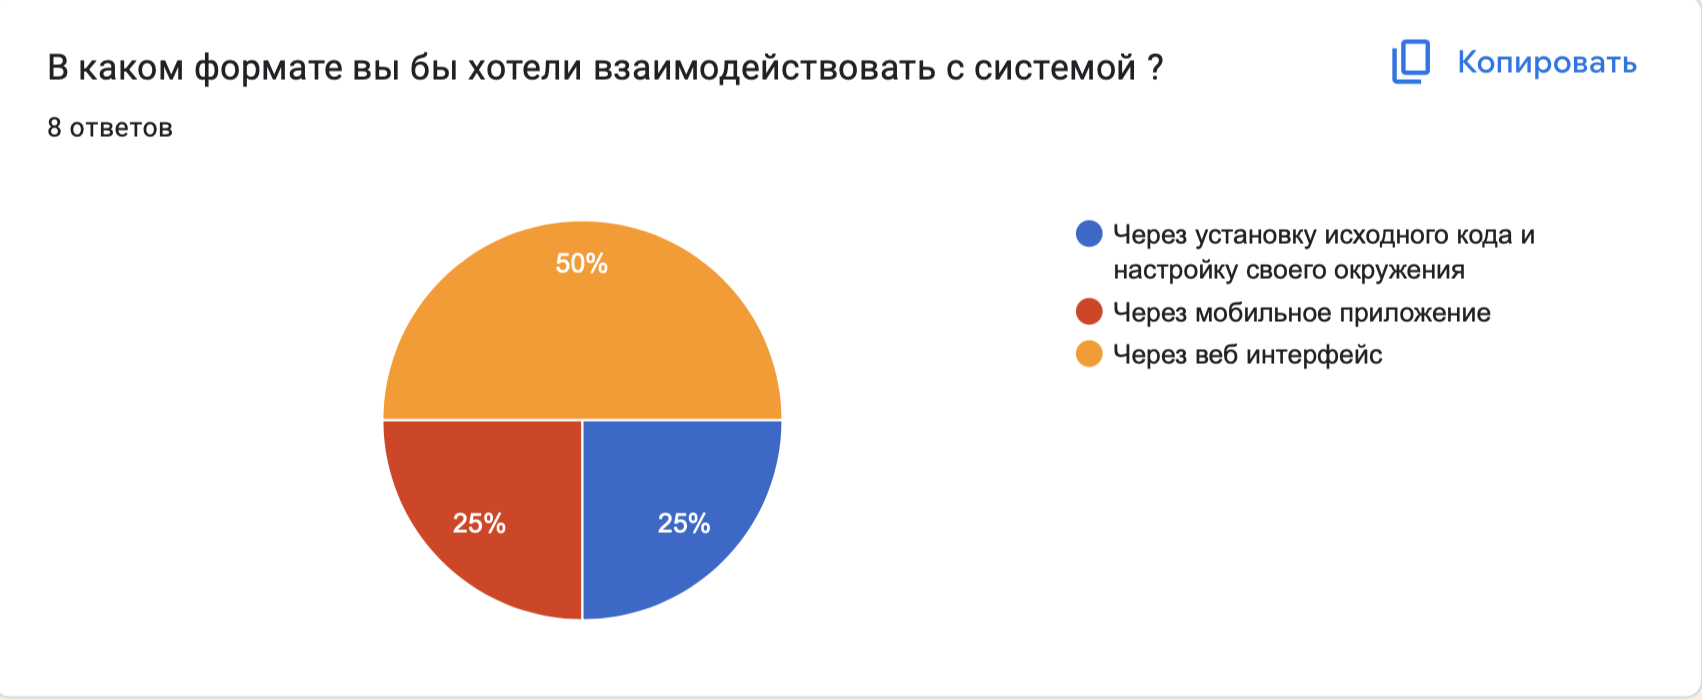 В каком формате вы бы хотели взаимодействовать с системой ?
Копировать
8 ответов
50%
25%
25%
Через установку исходного кода и
настройку своего окружения
Через мобильное приложение
Через веб интерфейс